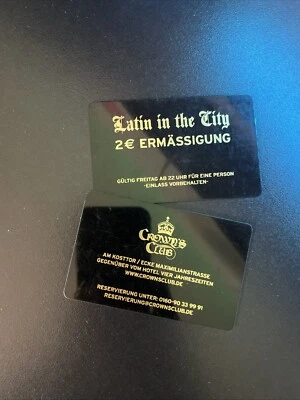 Latin in the City
2€ ERMÄSSIGUNG
GÜLTIG FREITAG AB 22 UHR FÜR EINE PERSON
-EINLASS VORBEHALTEN-
CROWN'S
CLUB
AM KOSTTOR / ECKE MAXIMILIANSTRASSE
GEGENÜBER VOM HOTEL VIER JAHRESZEITEN
WWW.CROWNSCLUB.DE
RESERVIERUNG UNTER: 0160-90 33 99 91
RESERVIERUNG@CROWNSCLUB.DE